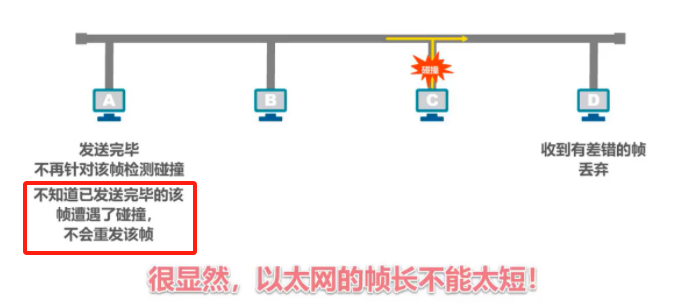 碰撞
A
B
C
D
发送完毕
不再针对该帧检测碰撞
不知道已发送完毕的该
帧遭遇了碰撞，
不会重发该帧
收到有差错的帧
丢弃
很显然，以太网的帧长不能太短！